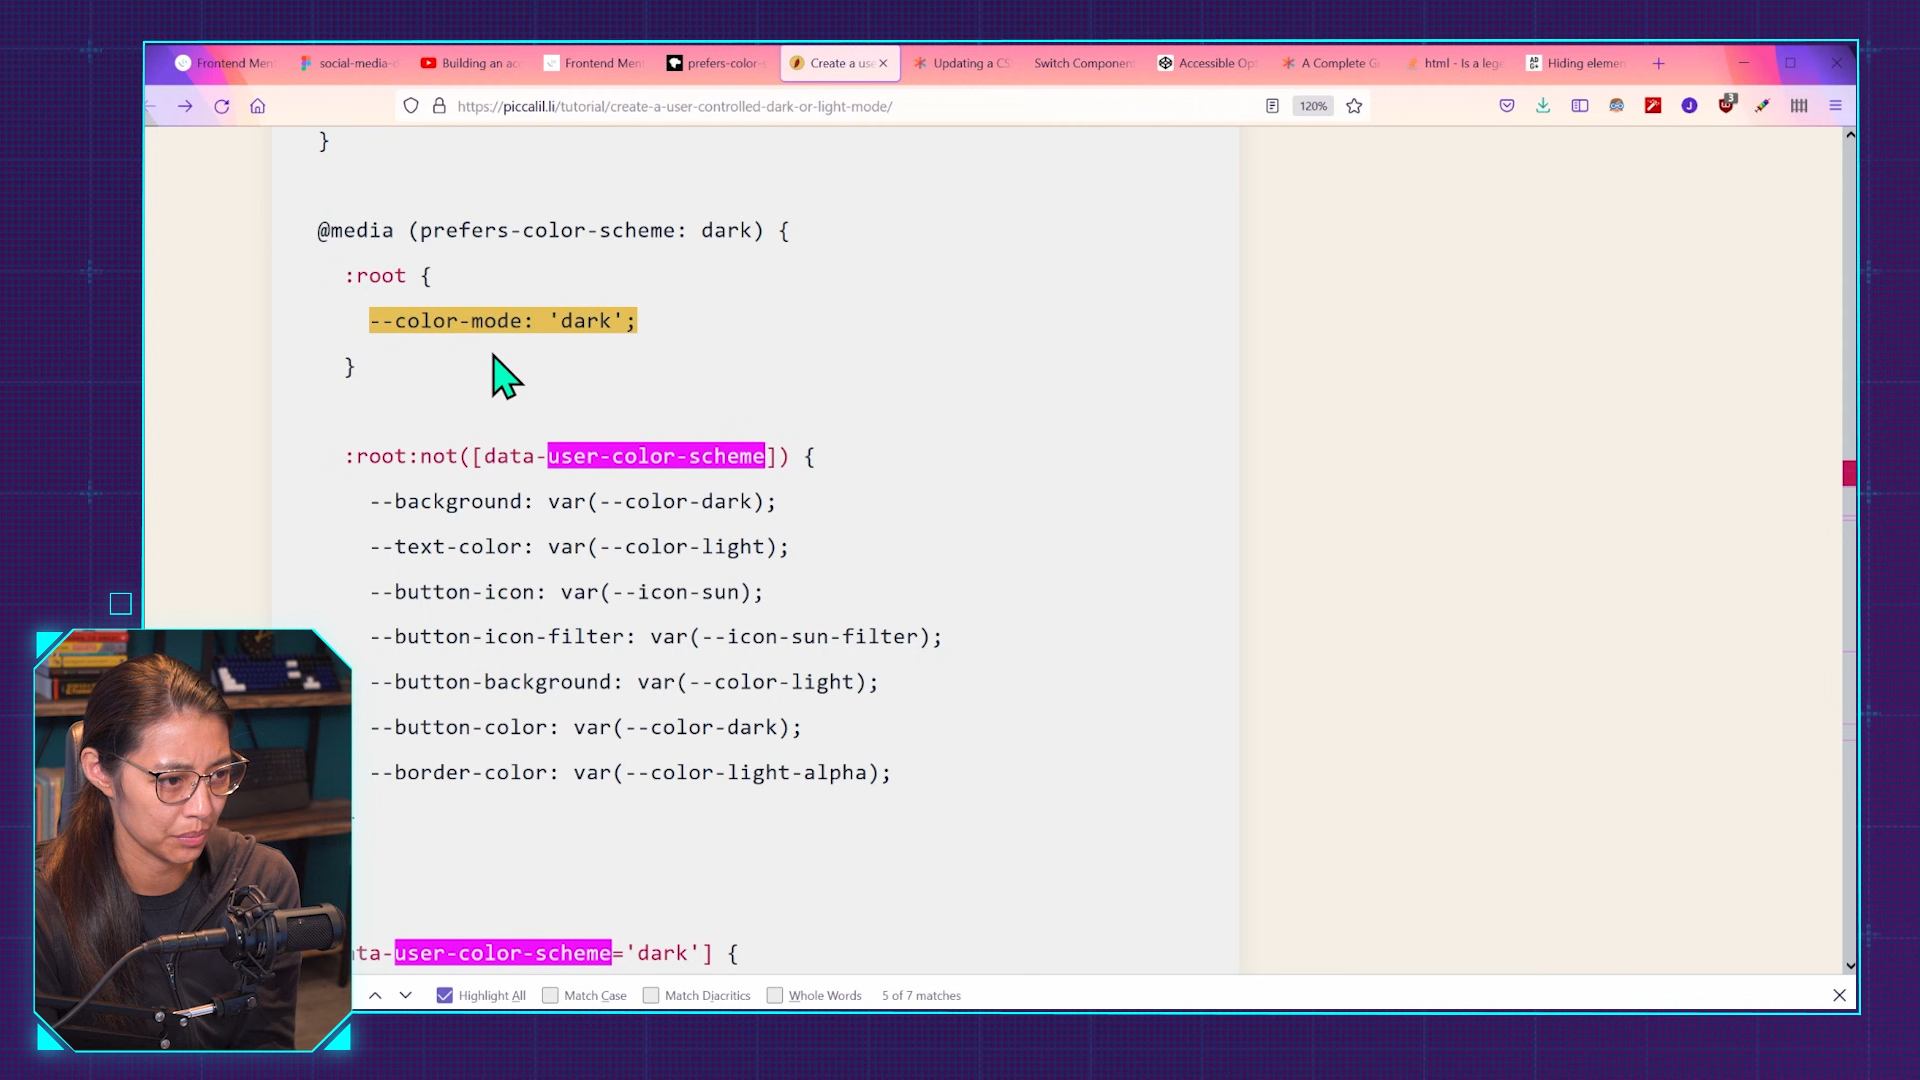 Frontend Men
social-media-
Building an ac
Frontend Men
prefers-color-s
Create a use
Updating a CS
Switch Componen
Accessible Opt
A Complete G
html - Is a lege
Hiding elemen
https://piccalil.li/tutorial/create-a-user-controlled-dark-or-light-mode/
120%
3
}
@media (prefers-color-scheme: dark) {
:root {
--color-mode: 'dark';
}
:root:not([data-user-color-scheme]) {
--background: var(--color-dark);
--text-color: var(--color-light);
--button-icon: var(--icon-sun);
--button-icon-filter: var(--icon-sun-filter);
--button-background: var(--color-light);
--button-color: var(--color-dark);
--border-color: var(--color-light-alpha);
ta-user-color-scheme='dark'] {
Highlight All
Match Case
Match Diacritics
Whole Words
5 of 7 matches